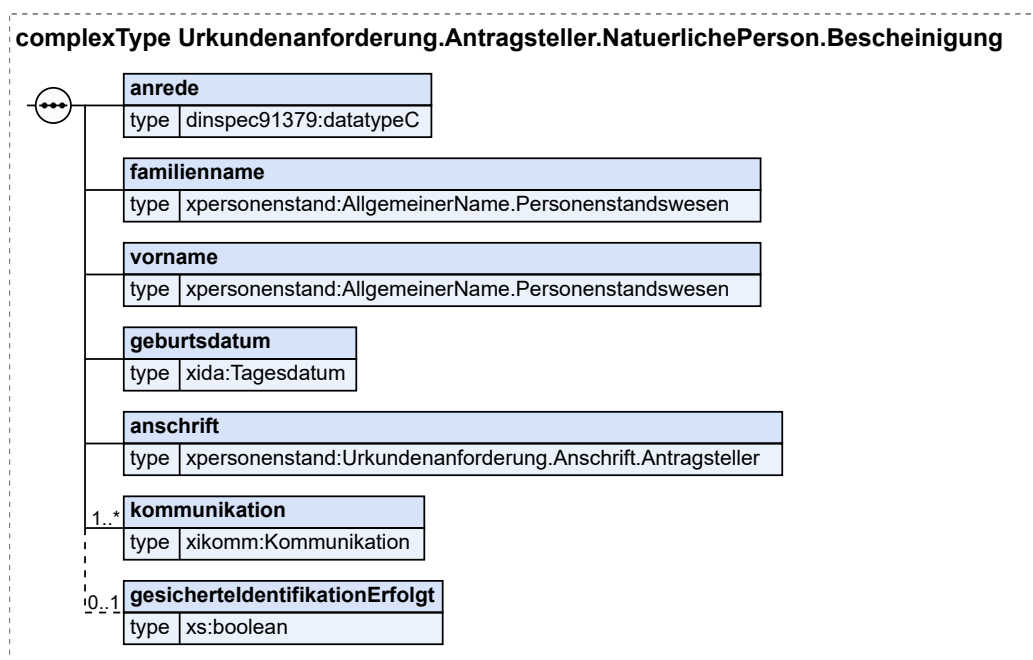 complexType Urkundenanforderung.Antragsteller.NatuerlichePerson.Bescheinigung
anrede
type dinspec91379:datatypeC
familienname
type xpersonenstand:AllgemeinerName.Personenstandswesen
vorname
type xpersonenstand:AllgemeinerName.Personenstandswesen
geburtsdatum
type xida:Tagesdatum
anschrift
type xpersonenstand:Urkundenanforderung.Anschrift.Antragsteller
1..* kommunikation
type xikomm:Kommunikation
0..1 gesicherteIdentifikationErfolgt
type xs:boolean